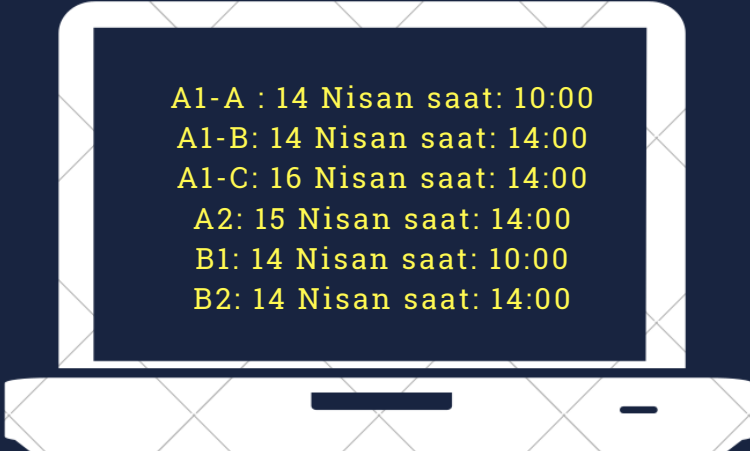 A1-A : 14 Nisan saat: 10:00
A1-B: 14 Nisan saat: 14:00
A1-C: 16 Nisan saat: 14:00
A2: 15 Nisan saat: 14:00
B1: 14 Nisan saat: 10:00
B2: 14 Nisan saat: 14:00